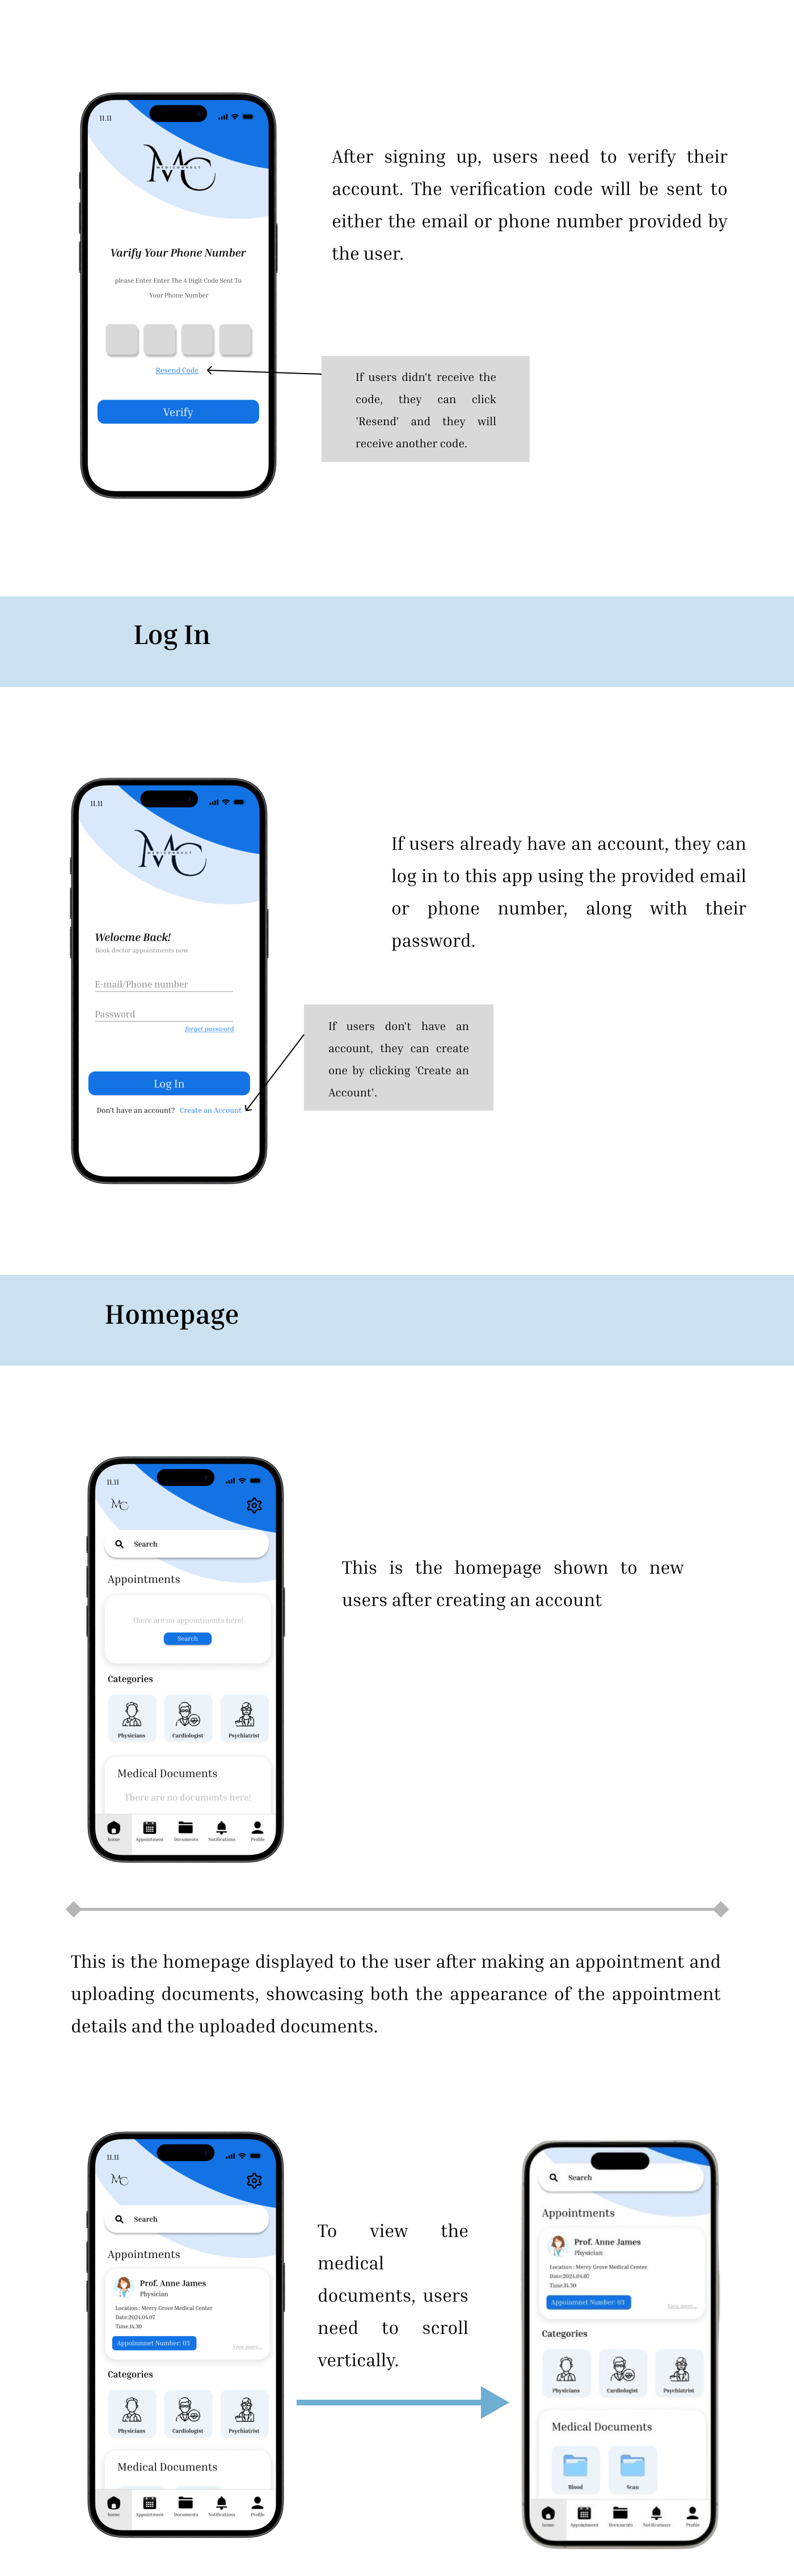 11.11
MC
MEDICONNECT
Varify Your Phone Number
please Enter Enter The 4 Digit Code Sent To
Your Phone Number
Resend Code
Verify
After signing up, users need to verify their
account. The verification code will be sent to
either the email or phone number provided by
the user.
If users didn't receive the
code, they can click
'Resend' and they will
receive another code.
Log In
11.11
MC
MEDICONNECT
Welocme Back!
Book doctor appointments now
E-mail/Phone number
Password
forget password
Log In
Don't have an account? Create an Account
If users already have an account, they can
log in to this app using the provided email
or phone number, along with their
password.
If users don't have an
account, they can create
one by clicking 'Create an
Account'.
Homepage
11.11
MC
Search
Appointments
There are no appointments here!
Search
Categories
Physicians Cardiologist Psychiatrist
Medical Documents
There are no documents here!
home Appointment Documents Notifications Profile
This is the homepage shown to new
users after creating an account
This is the homepage displayed to the user after making an appointment and
uploading documents, showcasing both the appearance of the appointment
details and the uploaded documents.
11.11
MC
Search
Appointments
Prof. Anne James
Physician
Location : Mercy Grove Medical Center
Date:2024.04.07
Time.14.30
Appoinmnet Number: 03
View more...
Categories
Physicians Cardiologist Psychiatrist
Medical Documents
home Appointment Documents Notifications Profile
To view the
medical
documents, users
need to scroll
vertically.
Search
Appointments
Prof. Anne James
Physician
Location : Mercy Grove Medical Center
Date:2024.04.07
Time.14.30
Appoinmnet Number: 03
View more...
Categories
Physicians Cardiologist Psychiatrist
Medical Documents
Blood Scan
home Appointment Documents Notifications Profile